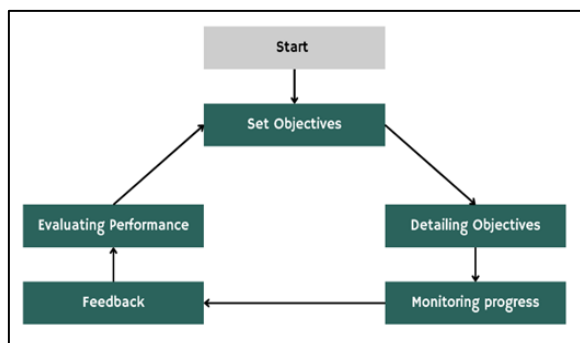 Start
Set Objectives
Evaluating Performance
Detailing Objectives
Feedback
Monitoring progress